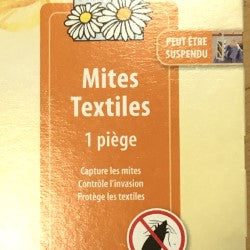 PEUT ÊTRE
SUSPENDU
Mites
Textiles
1 piège
Capture les mites
Contrôle l'invasion
Protège les textiles